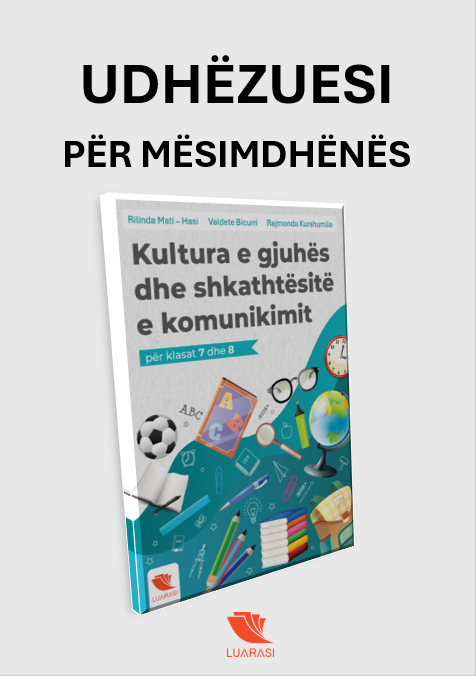 UDHËZUESI
PËR MËSIMDHËNËS
Rilinda Mati – Hasi Valdete Bicurri Rajmonda Kurshumlia
Kultura e gjuhës
dhe shkathtësitë
e komunikimit
për klasat 7 dhe 8
ABC
A
B
C
LUARASI
LUARASI